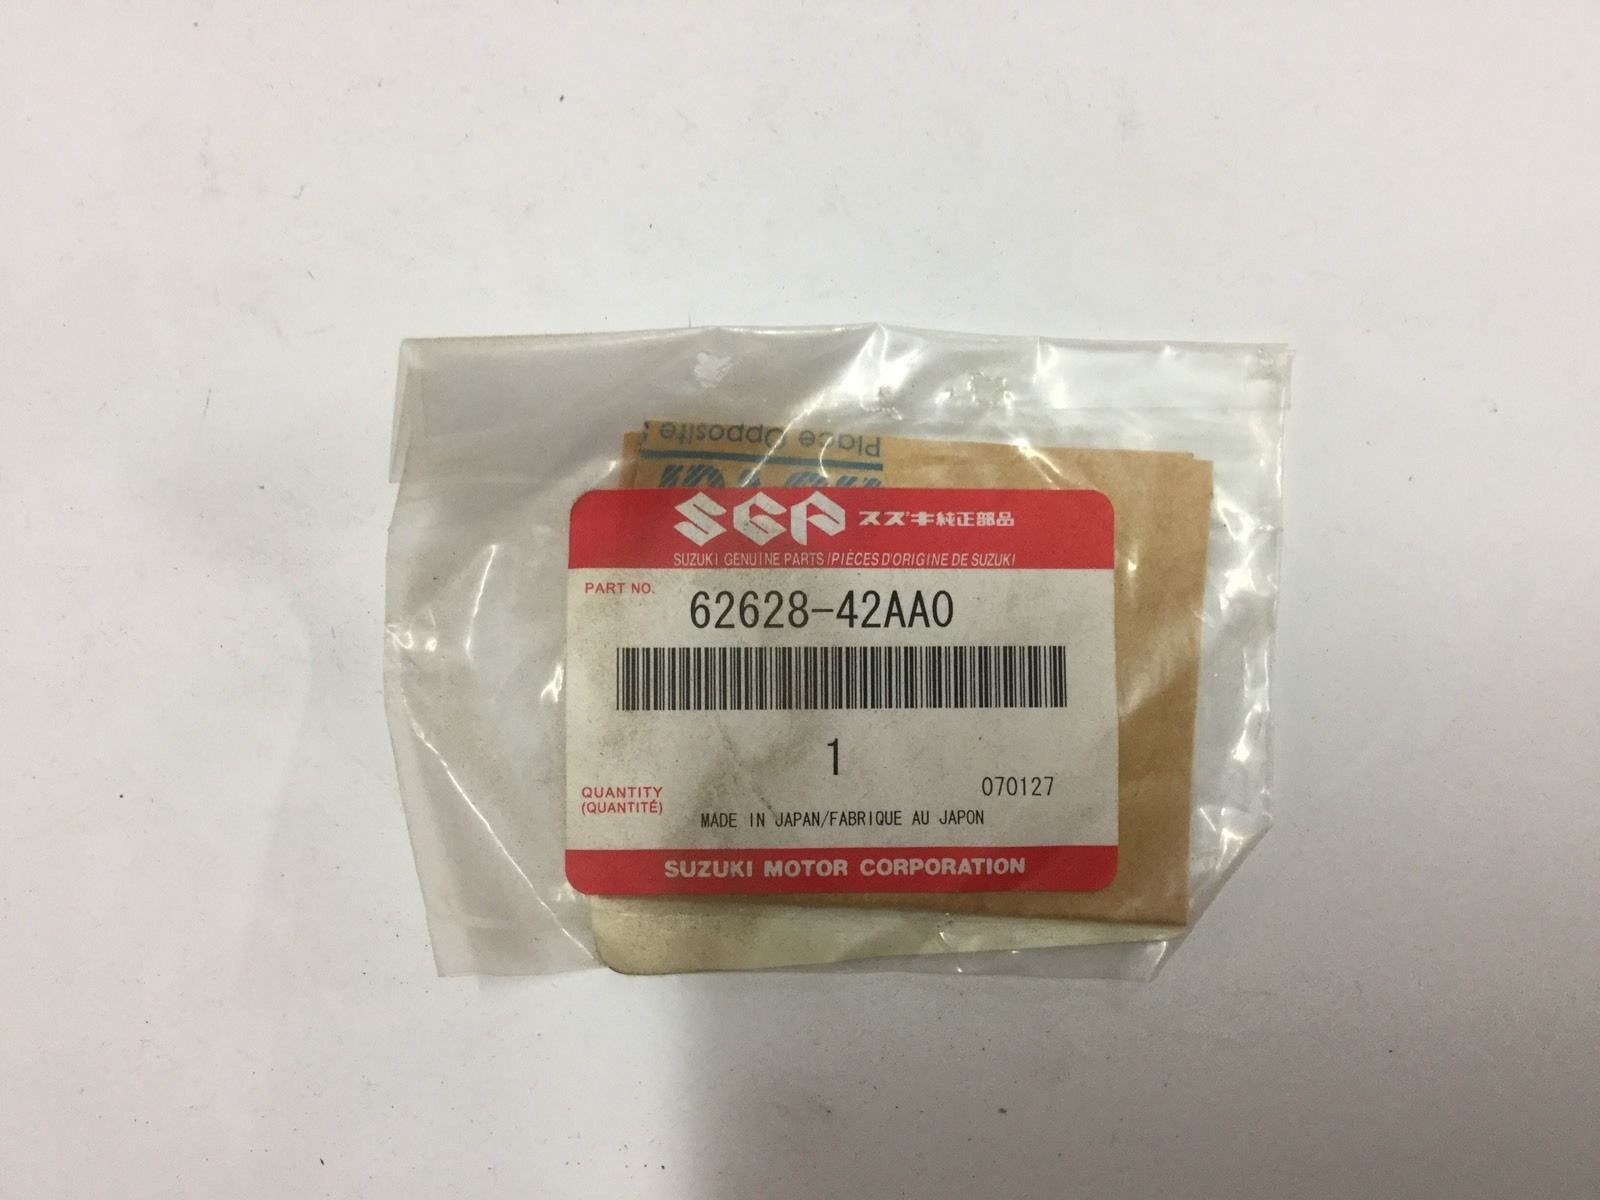 Place Opposite
SGP スズキ純正部品
SUZUKI GENUINE PARTS/PIÈCES D'ORIGINE DE SUZUKI
PART NO.
62628-42AA0
1
QUANTITY
(QUANTITÉ)
070127
MADE IN JAPAN/FABRIQUE AU JAPON
SUZUKI MOTOR CORPORATION